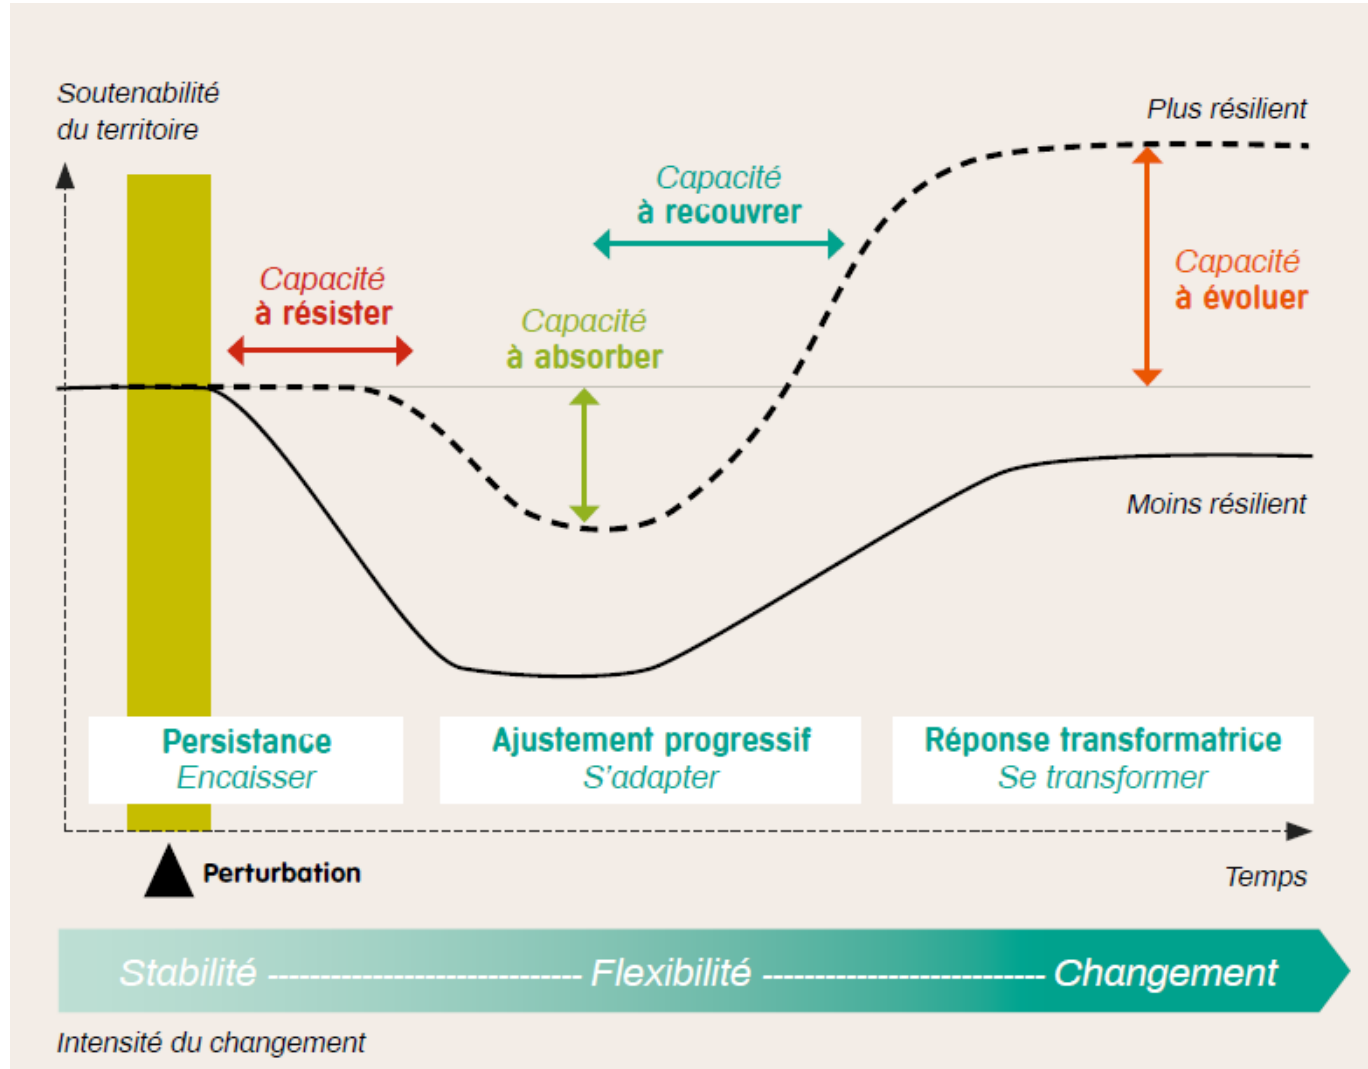 Soutenabilité
du territoire
Plus résilient
Capacité
à recouvrer
Capacité
à résister
Capacité
à absorber
Capacité
à évoluer
Moins résilient
Persistance
Encaisser
Ajustement progressif
S'adapter
Réponse transformatrice
Se transformer
Perturbation
Temps
Stabilité ---------------------------- Flexibilité ------------------------- Changement
Intensité du changement